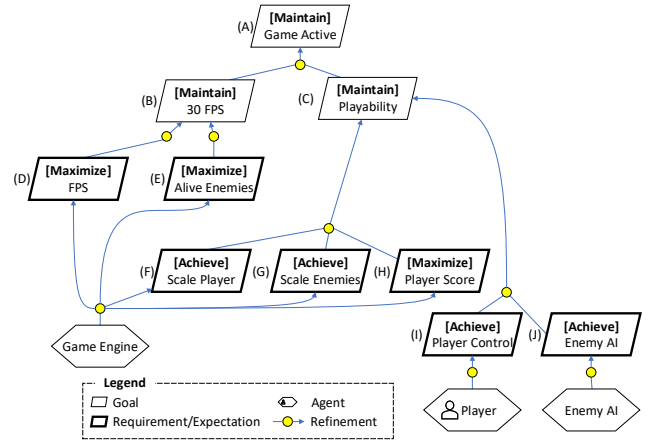 (A)
[Maintain]
Game Active
(B)
[Maintain]
30 FPS
(C)
[Maintain]
Playability
(D)
[Maximize]
FPS
(E)
[Maximize]
Alive Enemies
(F)
[Achieve]
Scale Player
(G)
[Achieve]
Scale Enemies
(H)
[Maximize]
Player Score
(I)
[Achieve]
Player Control
(J)
[Achieve]
Enemy AI
Game Engine
Player
Enemy AI
Legend
Goal
Agent
Requirement/Expectation
Refinement